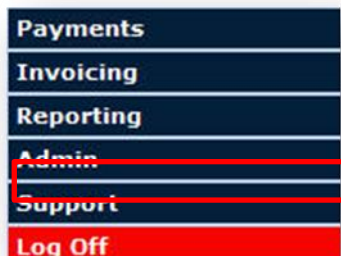 Payments
Invoicing
Reporting
Admin
Support
Log Off